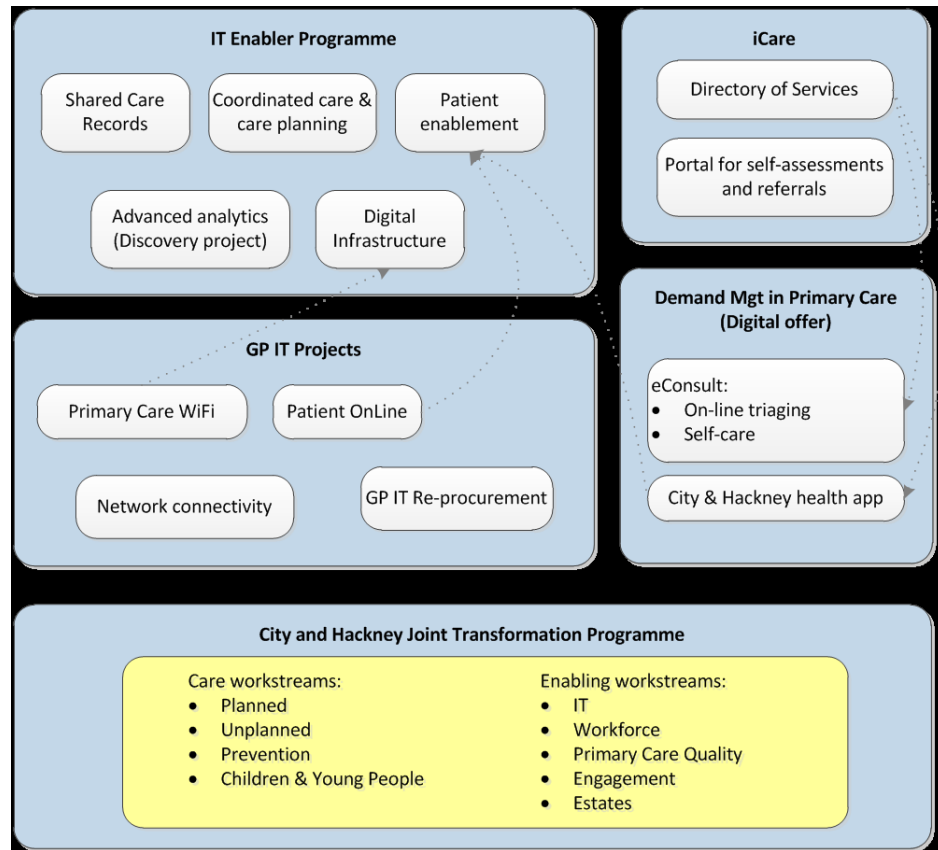 IT Enabler Programme
Shared Care
Records
Coordinated care &
care planning
Patient
enablement
Advanced analytics
(Discovery project)
Digital
Infrastructure
iCare
Directory of Services
Portal for self-assessments
and referrals
GP IT Projects
Primary Care WiFi
Patient OnLine
Network connectivity
GP IT Re-procurement
Demand Mgt in Primary Care
(Digital offer)
eConsult:
• On-line triaging
• Self-care
City & Hackney health app
City and Hackney Joint Transformation Programme
Care workstreams:
• Planned
• Unplanned
• Prevention
• Children & Young People
Enabling workstreams:
• IT
• Workforce
• Primary Care Quality
• Engagement
• Estates